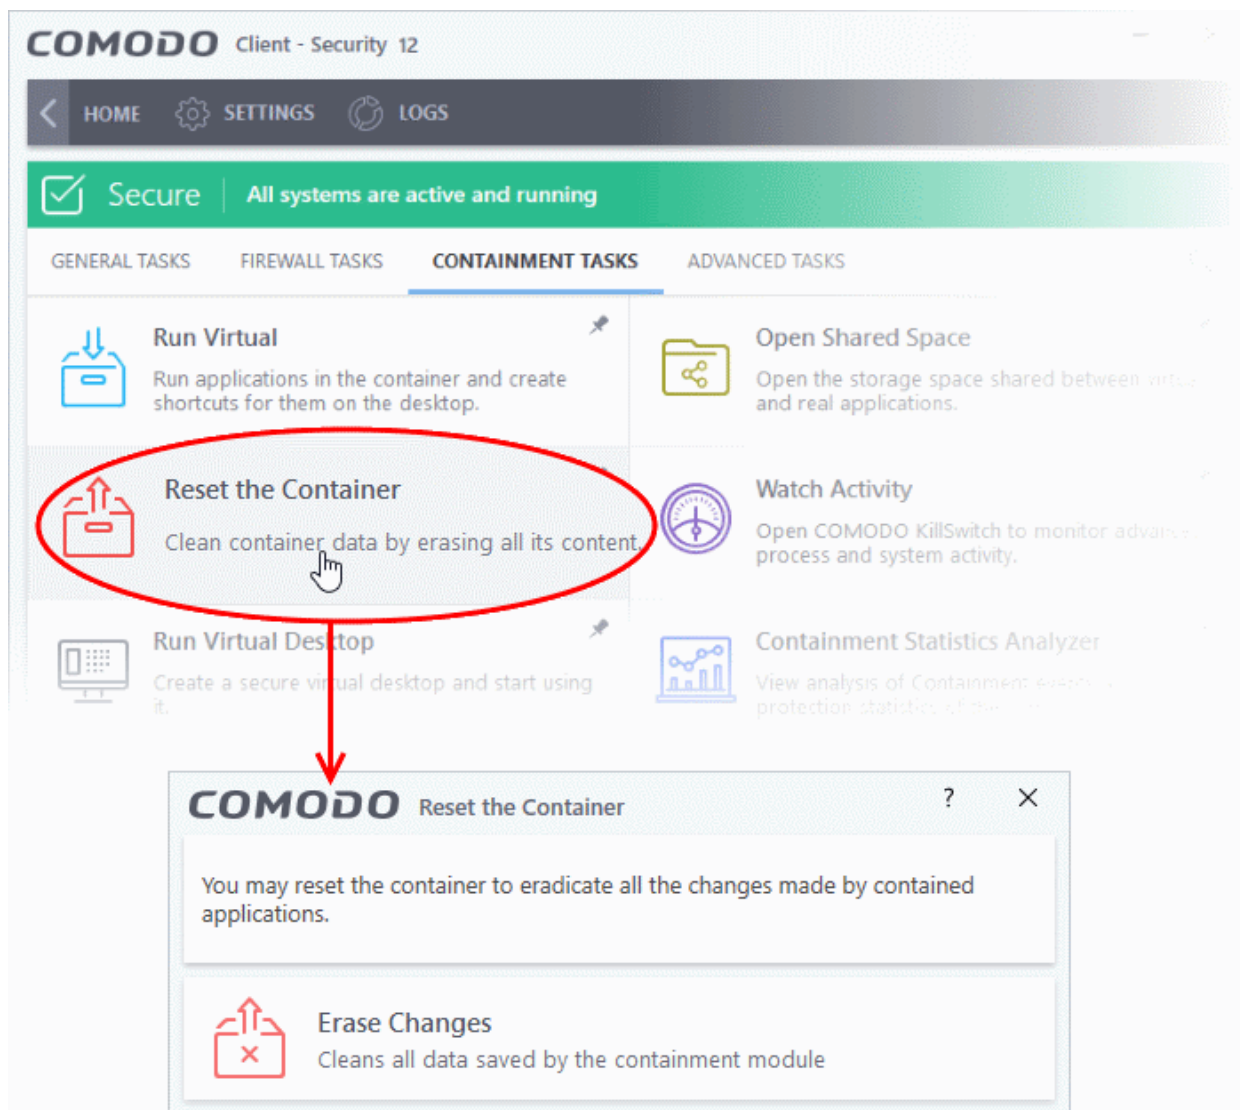 COMODO Client - Security 12
HOME SETTINGS LOGS
Secure All systems are active and running
GENERAL TASKS FIREWALL TASKS CONTAINMENT TASKS ADVANCED TASKS
Run Virtual
Run applications in the container and create
shortcuts for them on the desktop.
Open Shared Space
Open the storage space shared between
and real applications.
Reset the Container
Clean container data by erasing all its content.
Watch Activity
Open COMODO KillSwitch to monitor
process and system activity.
Run Virtual Desktop
Create a secure virtual desktop and start using
it.
Containment Statistics Analyzer
View analysis of Containment
protection statistics of the
COMODO Reset the Container ?
You may reset the container to eradicate all the changes made by contained
applications.
Erase Changes
Cleans all data saved by the containment module